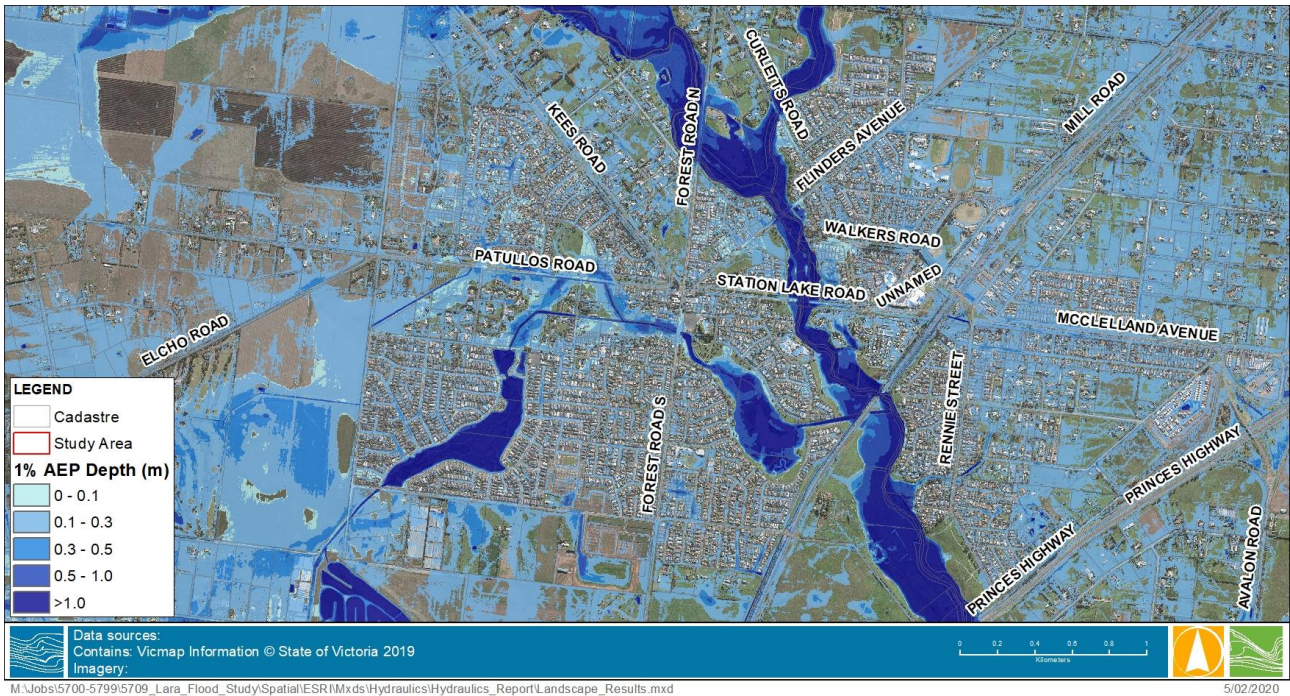 CURLETTS ROAD
FOREST ROAD N
KEES ROAD
MILL ROAD
FLINDERS AVENUE
WALKERS ROAD
PATULLOS ROAD
STATION LAKE ROAD
UNNAMED
ELCHO ROAD
MCCLELLAND AVENUE
RENNIE STREET
FOREST ROAD S
PRINCES HIGHWAY
PRINCES HIGHWAY
AVALON ROAD
LEGEND
Cadastre
Study Area
1% AEP Depth (m)
0 - 0.1
0.1 - 0.3
0.3 - 0.5
0.5 - 1.0
>1.0
Data sources:
Contains: Vicmap Information © State of Victoria 2019
Imagery:
0 0.2 0.4 0.6 0.8 1
Kilometers
M:\Jobs\5700-5799\5709_Lara_Flood_Study\Spatial\ESRI\Mxds\Hydraulics\Hydraulics_Report\Landscape_Results.mxd
5/02/2020